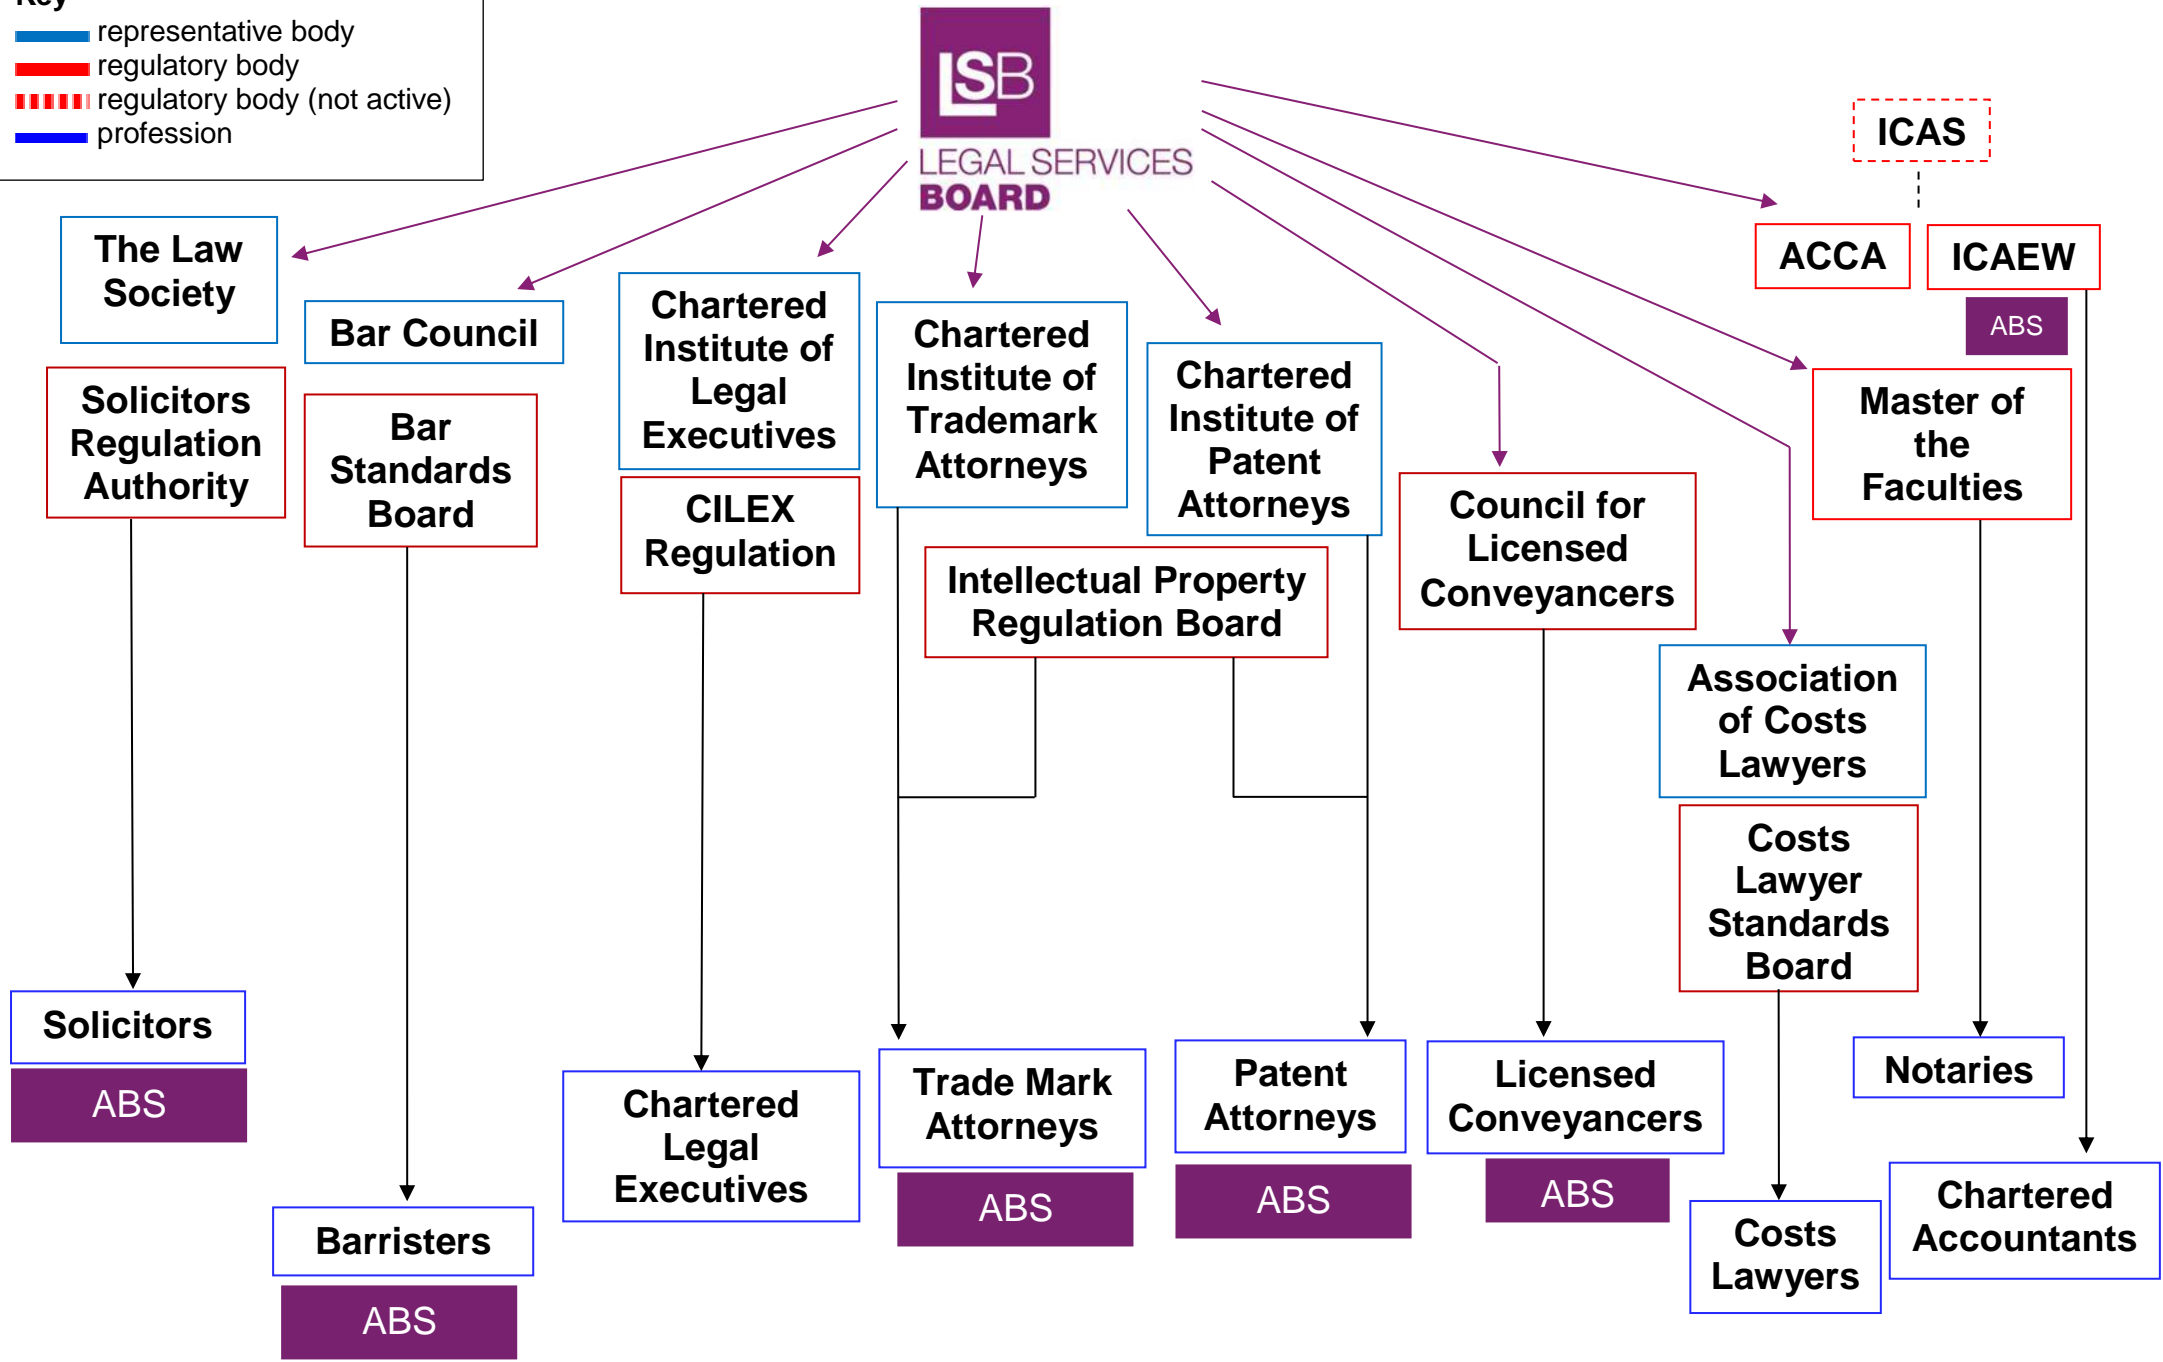 Key
representative body
regulatory body
regulatory body (not active)
profession
LSB
LEGAL SERVICES
BOARD
ICAS
ACCA
ICAEW
ABS
The Law
Society
Bar Council
Chartered
Institute of
Legal
Executives
Chartered
Institute of
Trademark
Attorneys
Chartered
Institute of
Patent
Attorneys
Solicitors
Regulation
Authority
Bar
Standards
Board
CILEX
Regulation
Intellectual Property
Regulation Board
Council for
Licensed
Conveyancers
Master of
the
Faculties
Association
of Costs
Lawyers
Costs
Lawyer
Standards
Board
Solicitors
ABS
Barristers
ABS
Chartered
Legal
Executives
Trade Mark
Attorneys
ABS
Patent
Attorneys
ABS
Licensed
Conveyancers
ABS
Costs
Lawyers
Notaries
Chartered
Accountants